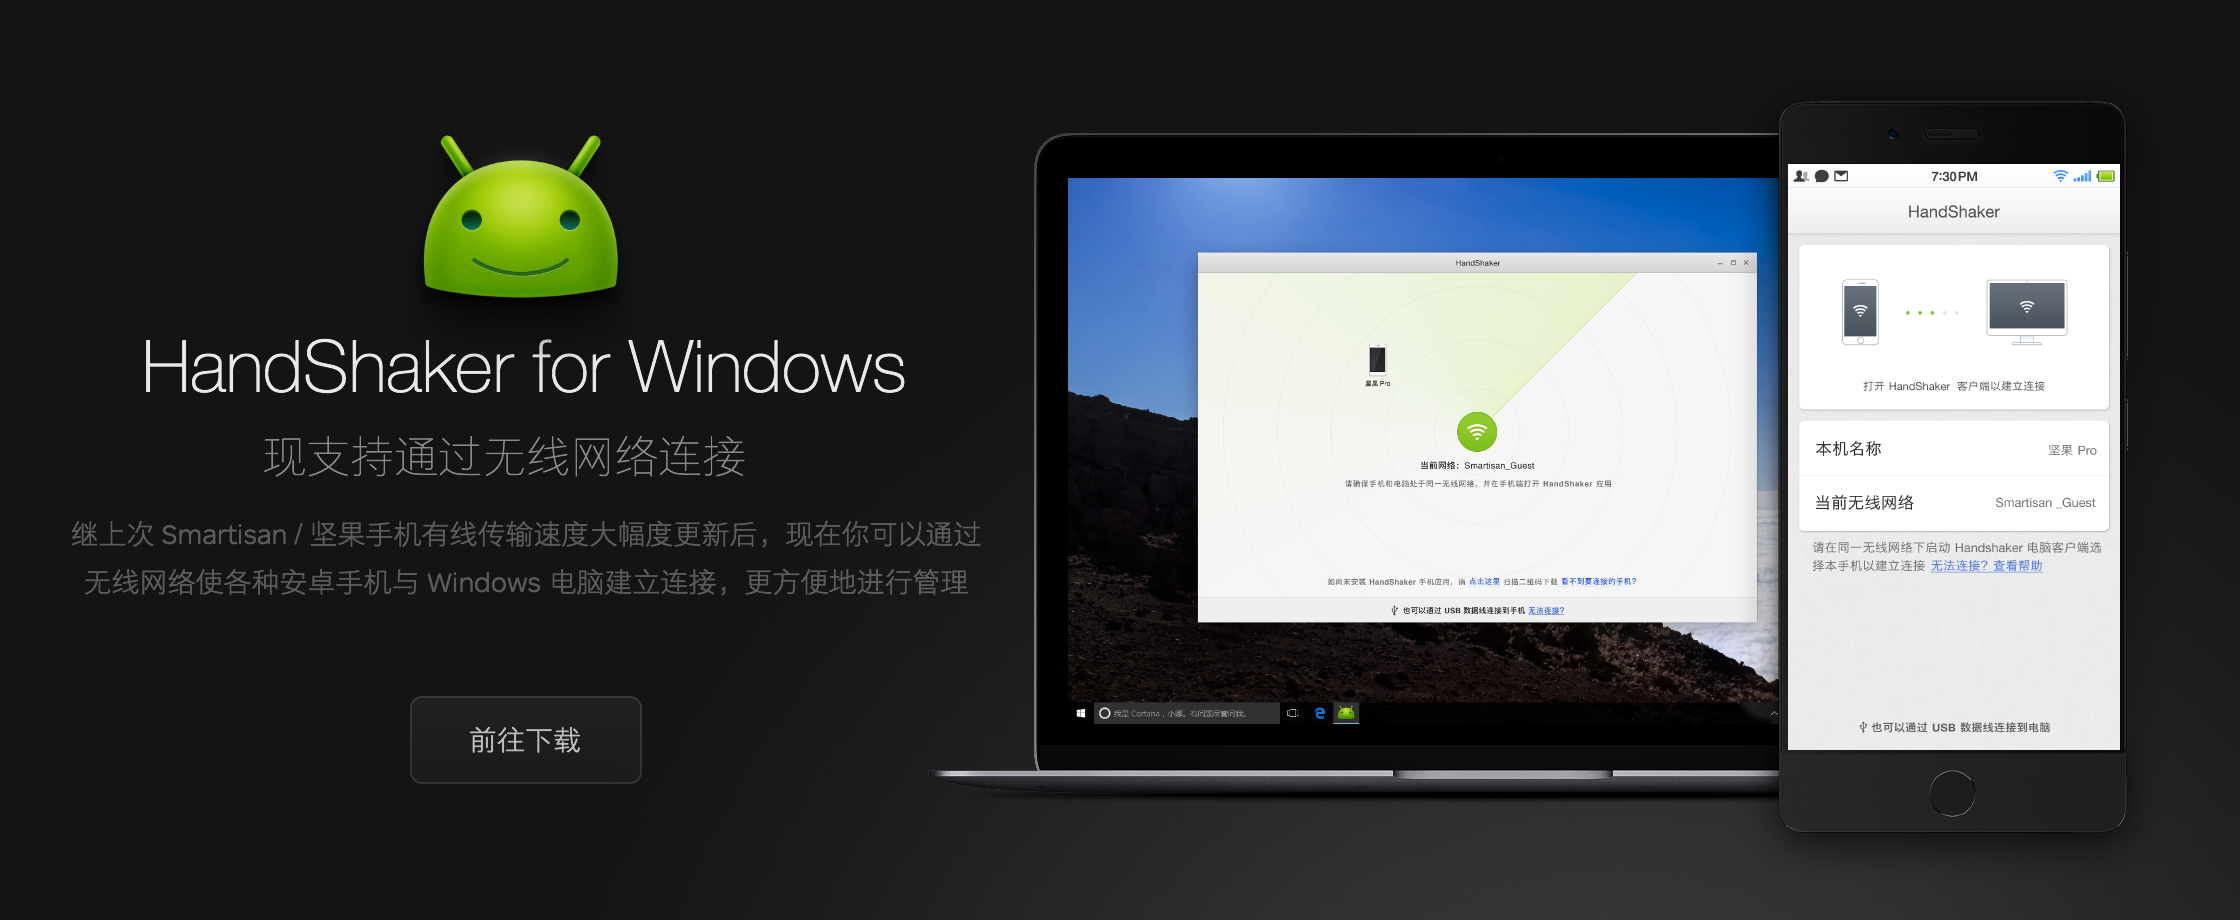 HandShaker for Windows
现支持通过无线网络连接
继上次 Smartisan / 坚果手机有线传输速度大幅度更新后，现在你可以通过
无线网络使各种安卓手机与 Windows 电脑建立连接，更方便地进行管理
前往下载
HandShaker
坚果 Pro
当前网络：Smartisan_Guest
请确保手机和电脑处于同一无线网络，并在手机端打开 HandShaker 应用
如尚未安装 HandShaker 手机应用，请 点击这里 扫描二维码下载 看不到要连接的手机？
也可以通过 USB 数据线连接到手机 无法连接？
我是 Cortana，小娜。有问题尽管问我。
7:30PM
HandShaker
打开 HandShaker 客户端以建立连接
本机名称 坚果 Pro
当前无线网络 Smartisan _Guest
请在同一无线网络下启动 Handshaker 电脑客户端选
择本手机以建立连接 无法连接？查看帮助
也可以通过 USB 数据线连接到电脑